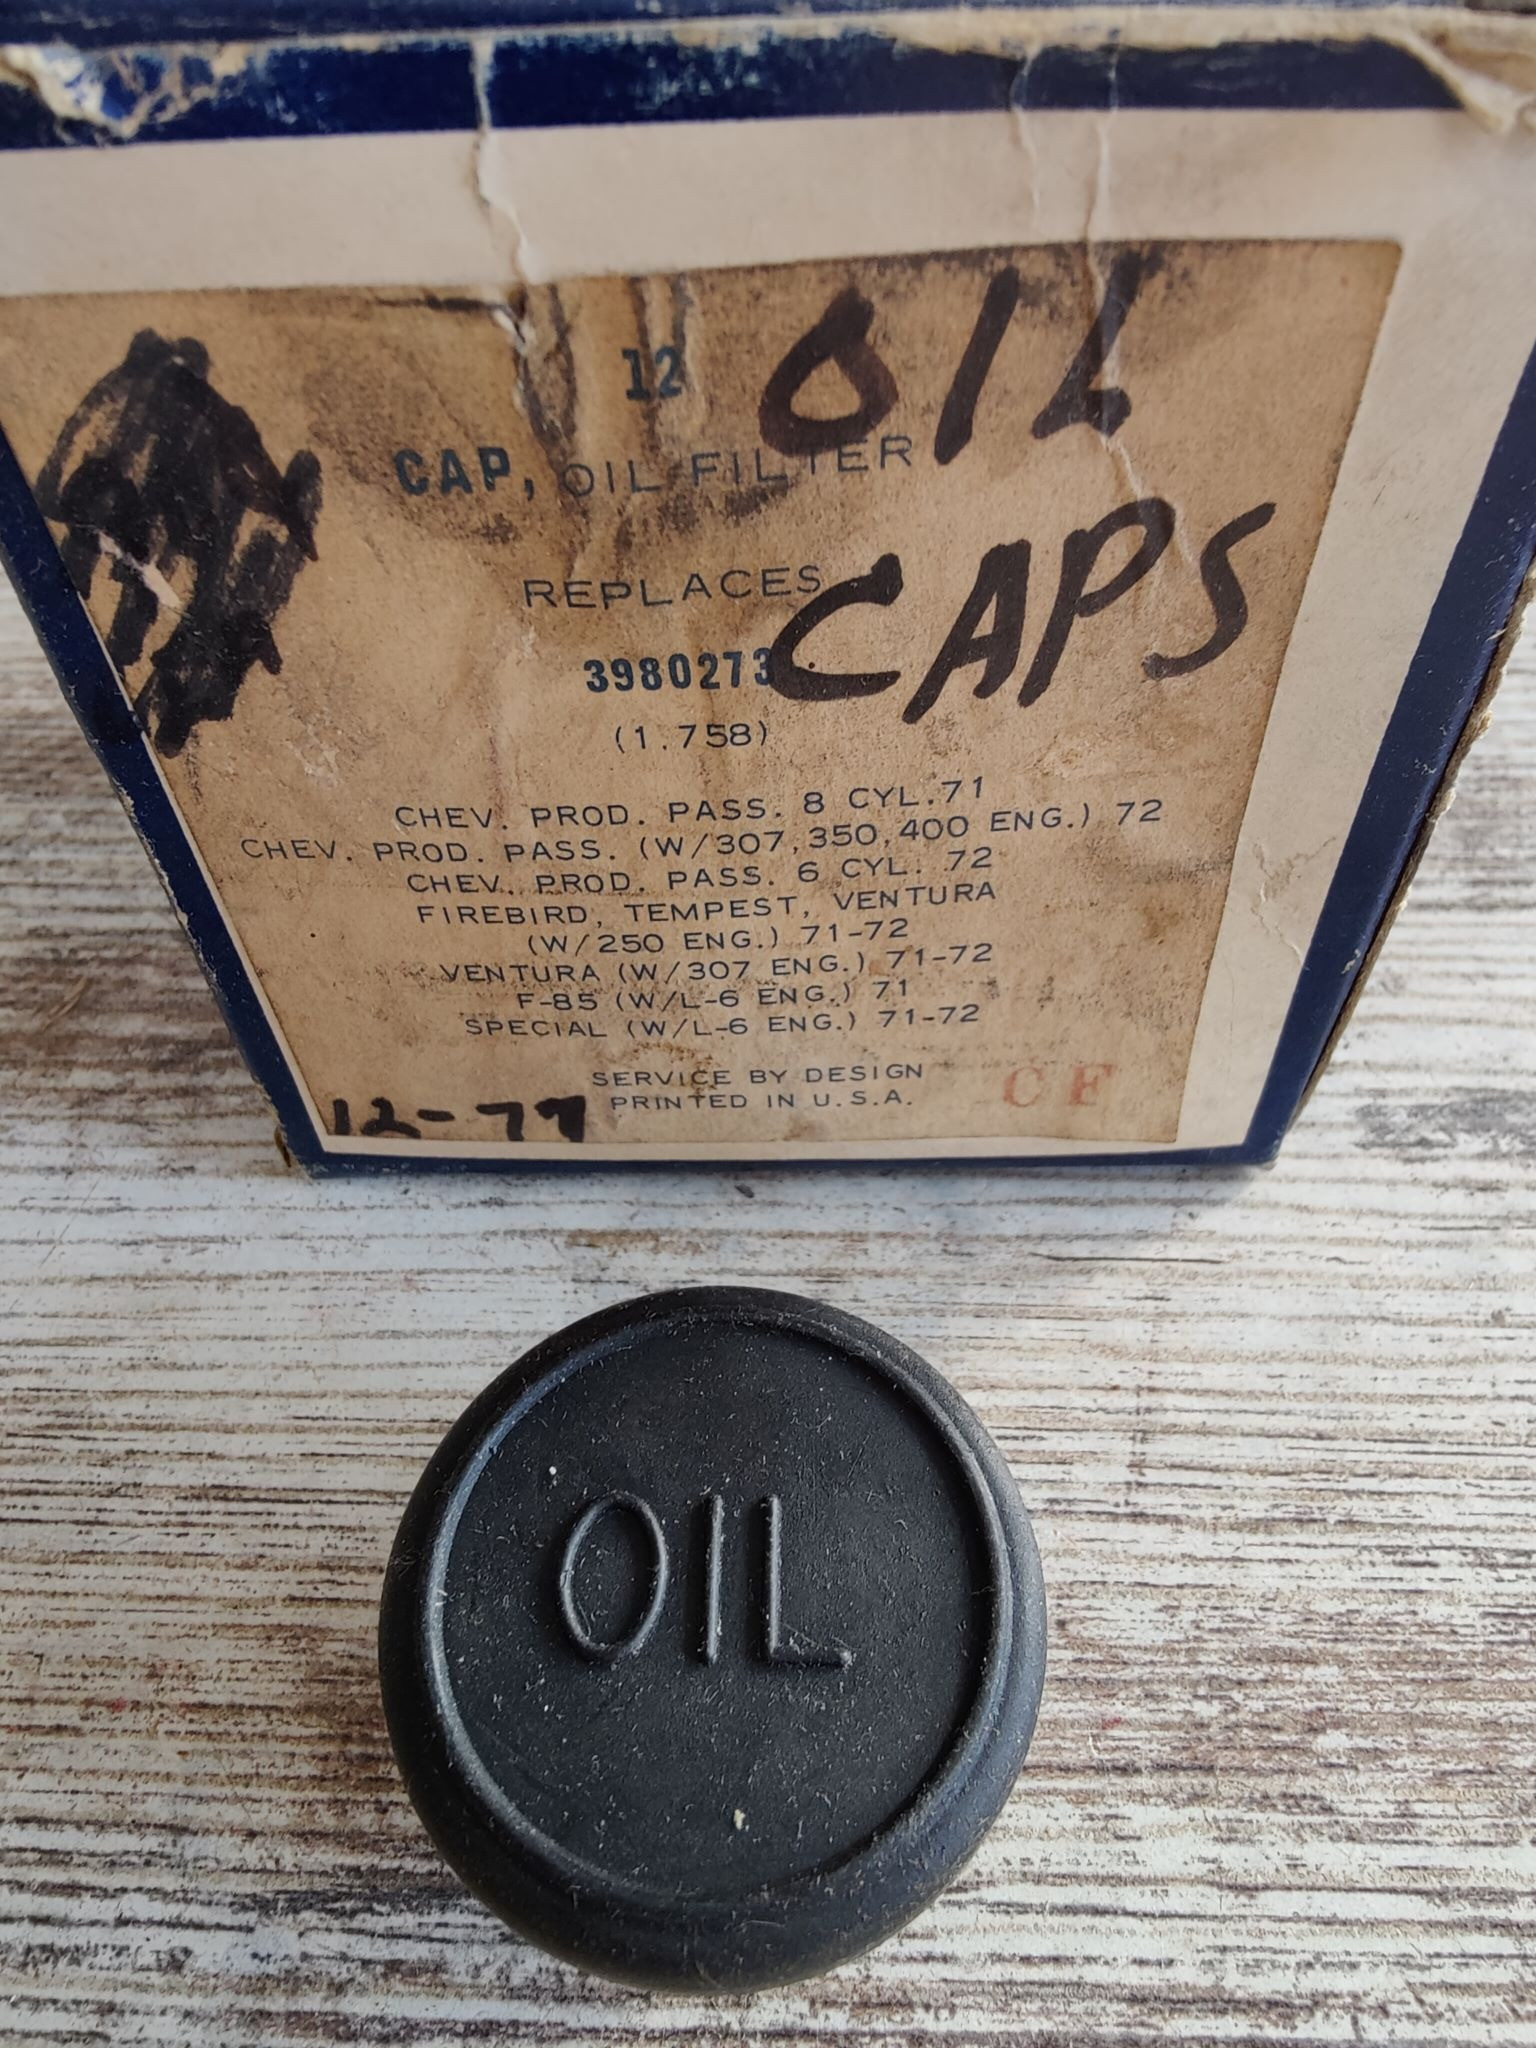 12
OIL
CAP, OIL FILTER
CAPS
REPLACES
3980273
(1.758)
CHEV. PROD. PASS. 8 CYL.71
CHEV. PROD. PASS. (W/307,350,400 ENG.) 72
CHEV. PROD. PASS. 6 CYL. 72
FIREBIRD, TEMPEST, VENTURA
(W/250 ENG.) 71-72
VENTURA (W/307 ENG.) 71-72
F-85 (W/L-6 ENG.) 71
SPECIAL (W/L-6 ENG.) 71-72
SERVICE BY DESIGN
PRINTED IN U.S.A.
CF
12-77
OIL